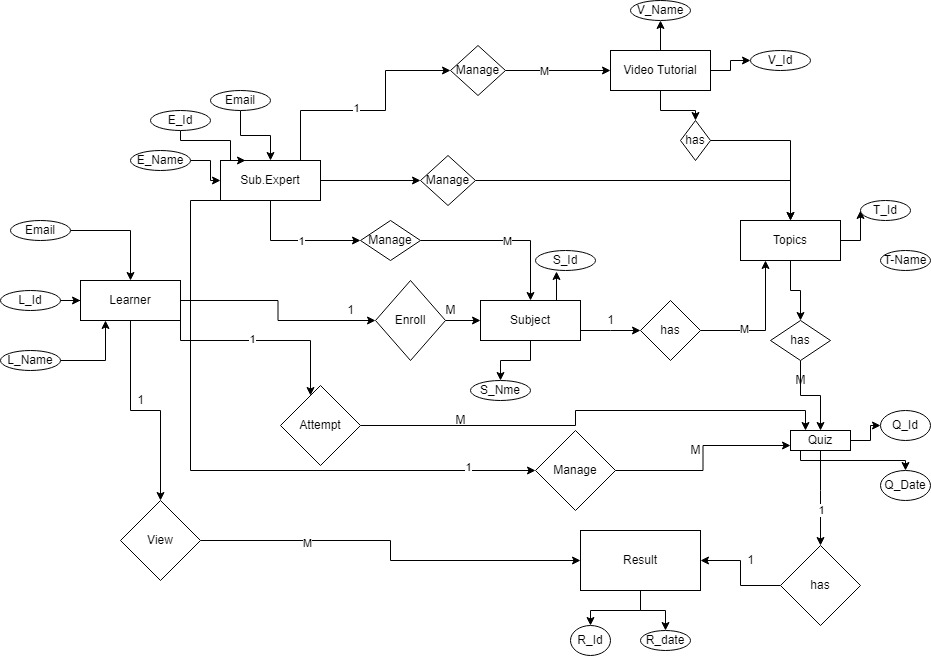 V_Name
Manage
M
Video Tutorial
V_Id
1
Email
E_Id
has
E_Name
Sub.Expert
Manage
T_Id
Email
1
Manage
M
Topics
S_Id
T-Name
L_Id
Learner
1
Enroll
M
Subject
1
has
M
has
1
L_Name
M
S_Nme
1
Attempt
M
Q_Id
Quiz
M
1
Manage
Q_Date
1
View
M
Result
1
has
R_Id
R_date